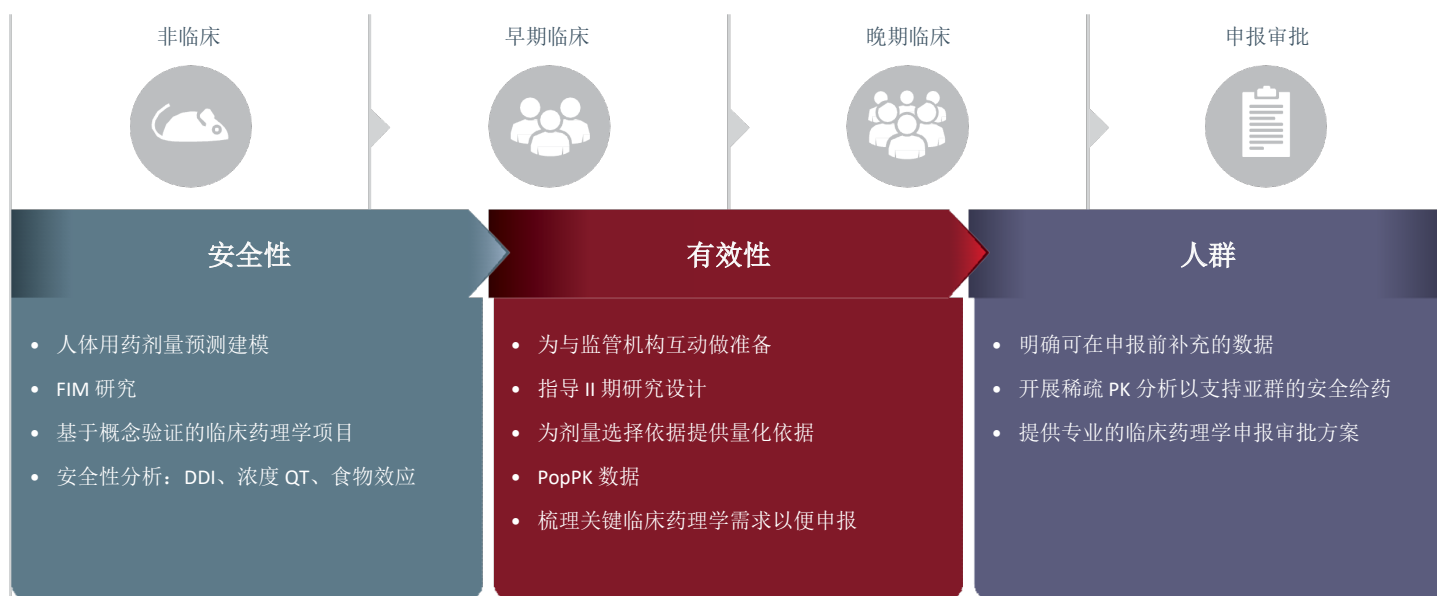 非临床
早期临床
晚期临床
申报审批
安全性
有效性
人群
• 人体用药剂量预测建模
• FIM 研究
• 基于概念验证的临床药理学项目
• 安全性分析：DDI、浓度 QT、食物效应
• 为与监管机构互动做准备
• 指导 II 期研究设计
• 为剂量选择依据提供量化依据
• PopPK 数据
• 梳理关键临床药理学需求以便申报
• 明确可在申报前补充的数据
• 开展稀疏 PK 分析以支持亚群的安全给药
• 提供专业的临床药理学申报审批方案